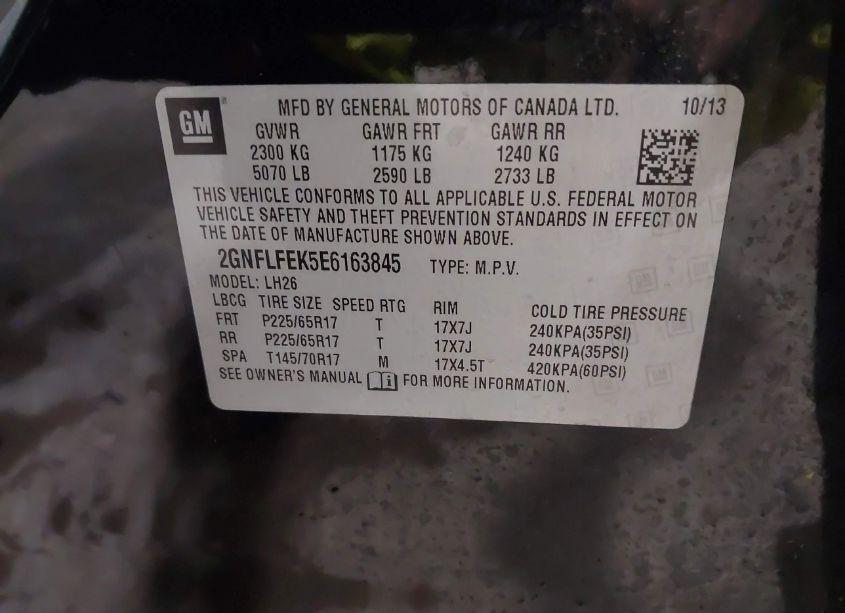 GM
MFD BY GENERAL MOTORS OF CANADA LTD. 10/13
GVWR GAWR FRT GAWR RR
2300 KG 1175 KG 1240 KG
5070 LB 2590 LB 2733 LB
THIS VEHICLE CONFORMS TO ALL APPLICABLE U.S. FEDERAL MOTOR
VEHICLE SAFETY AND THEFT PREVENTION STANDARDS IN EFFECT ON
THE DATE OF MANUFACTURE SHOWN ABOVE.
2GNFLFEK5E6163845 TYPE: M.P.V.
MODEL: LH26
LBCG TIRE SIZE SPEED RTG RIM COLD TIRE PRESSURE
FRT P225/65R17 T 17X7J 240KPA(35PSI)
RR P225/65R17 T 17X7J 240KPA(35PSI)
SPA T145/70R17 M 17X4.5T 420KPA(60PSI)
SEE OWNER'S MANUAL FOR MORE INFORMATION.